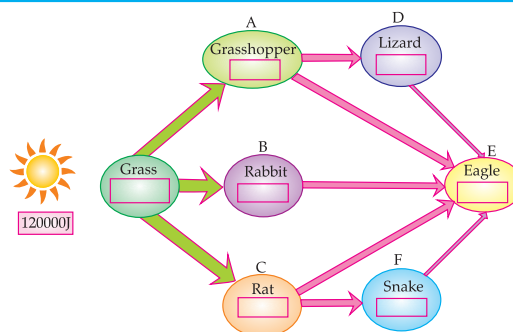 A
Grasshopper
D
Lizard
B
Rabbit
Grass
120000J
E
Eagle
C
Rat
F
Snake